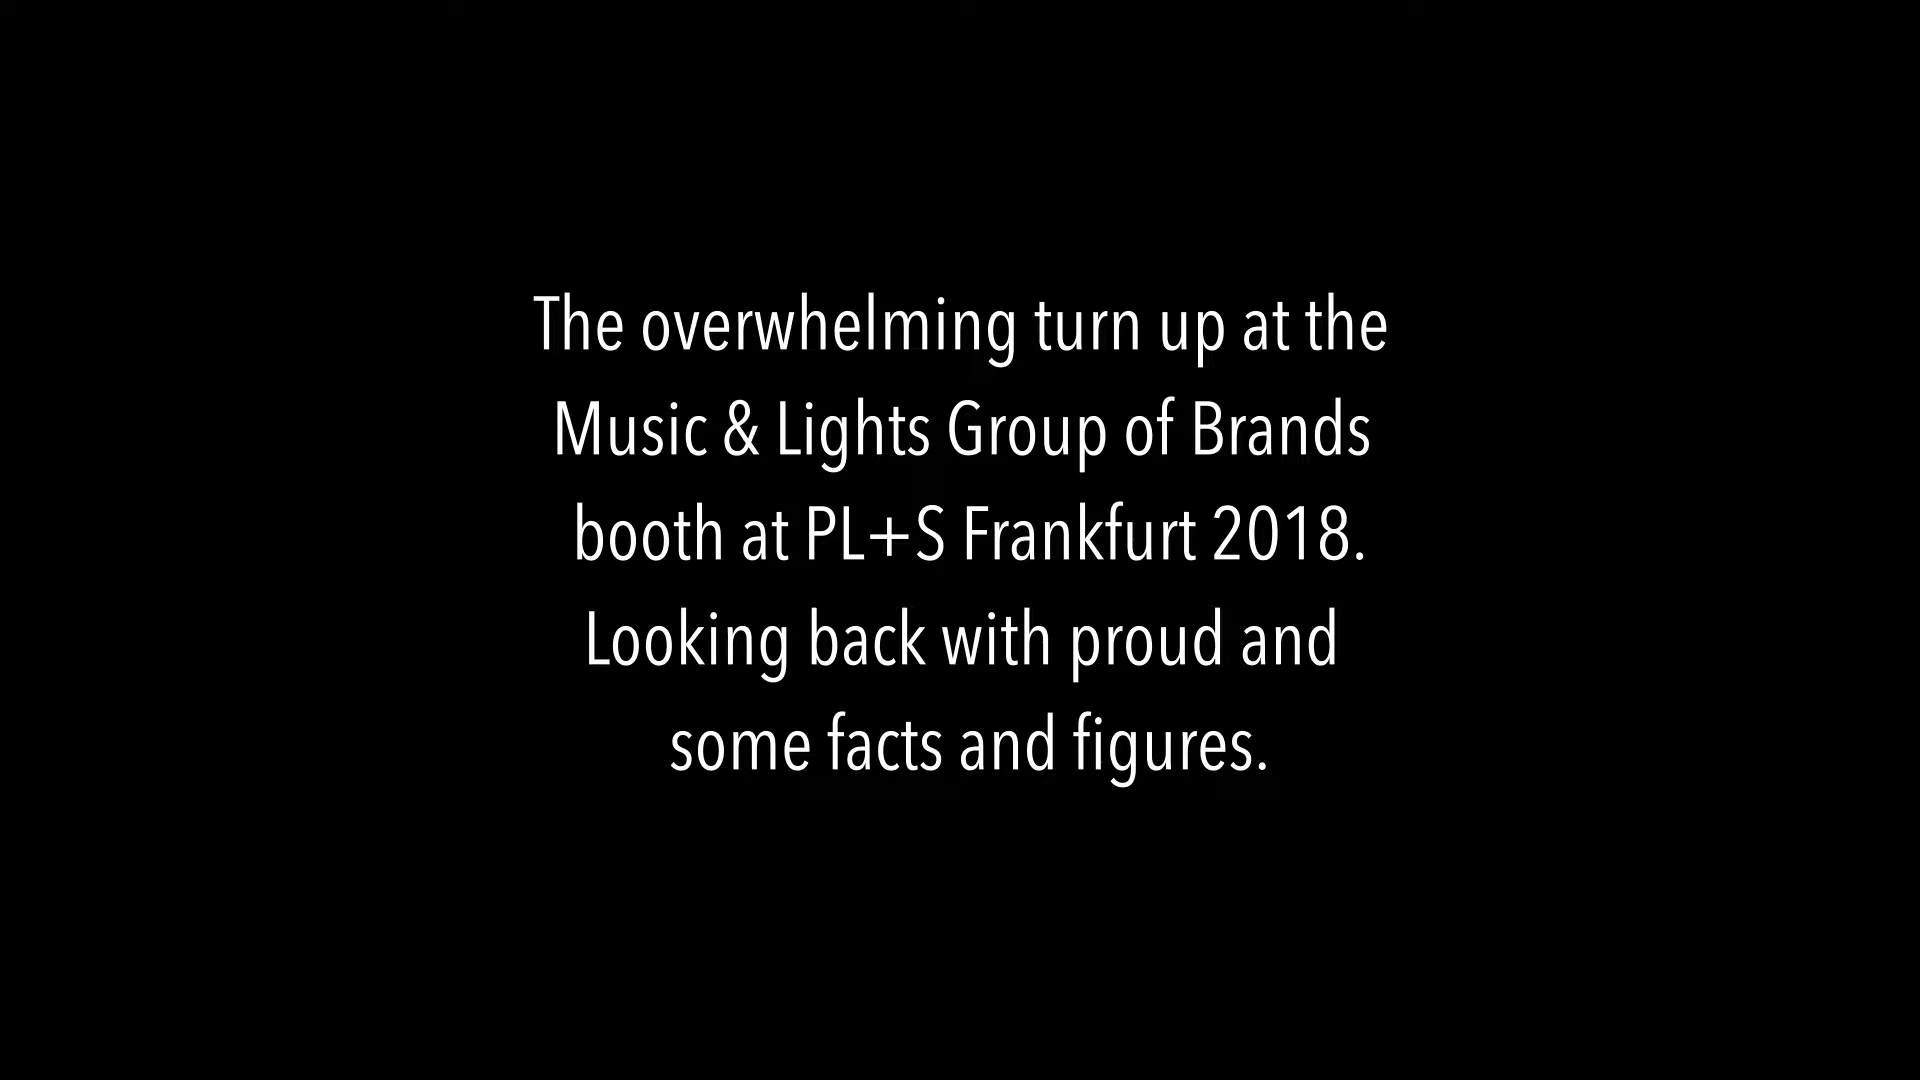 The overwhelming turn up at the
Music & Lights Group of Brands
booth at PL+S Frankfurt 2018.
Looking back with proud and
some facts and figures.